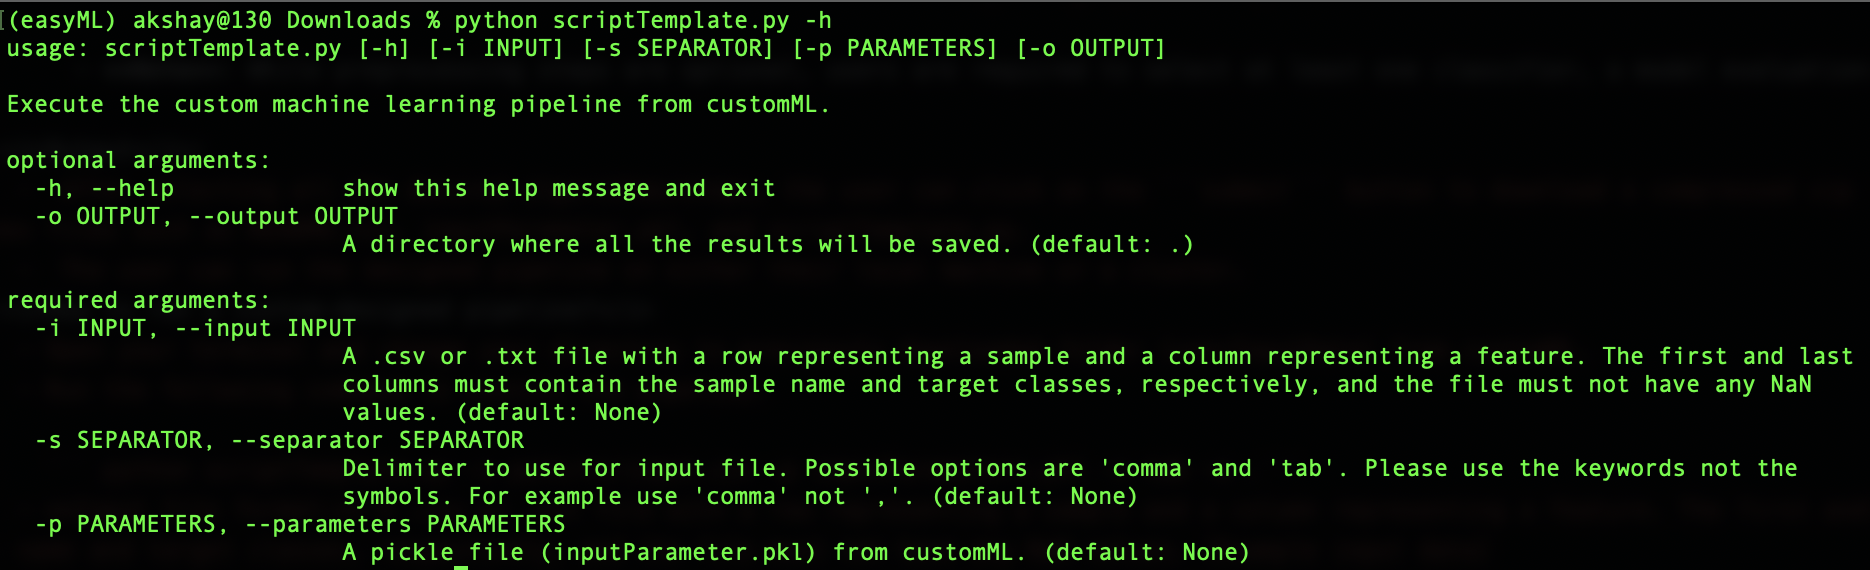 (easyML) akshay@130 Downloads % python scriptTemplate.py -h
usage: scriptTemplate.py [-h] [-i INPUT] [-s SEPARATOR] [-p PARAMETERS] [-o OUTPUT]
Execute the custom machine learning pipeline from customML.
optional arguments:
-h, --help show this help message and exit
-o OUTPUT, --output OUTPUT
A directory where all the results will be saved. (default: .)
required arguments:
-i INPUT, --input INPUT
A .csv or .txt file with a row representing a sample and a column representing a feature. The first and last
columns must contain the sample name and target classes, respectively, and the file must not have any NaN
values. (default: None)
-s SEPARATOR, --separator SEPARATOR
Delimiter to use for input file. Possible options are 'comma' and 'tab'. Please use the keywords not the
symbols. For example use 'comma' not ','. (default: None)
-p PARAMETERS, --parameters PARAMETERS
A pickle file (inputParameter.pkl) from customML. (default: None)